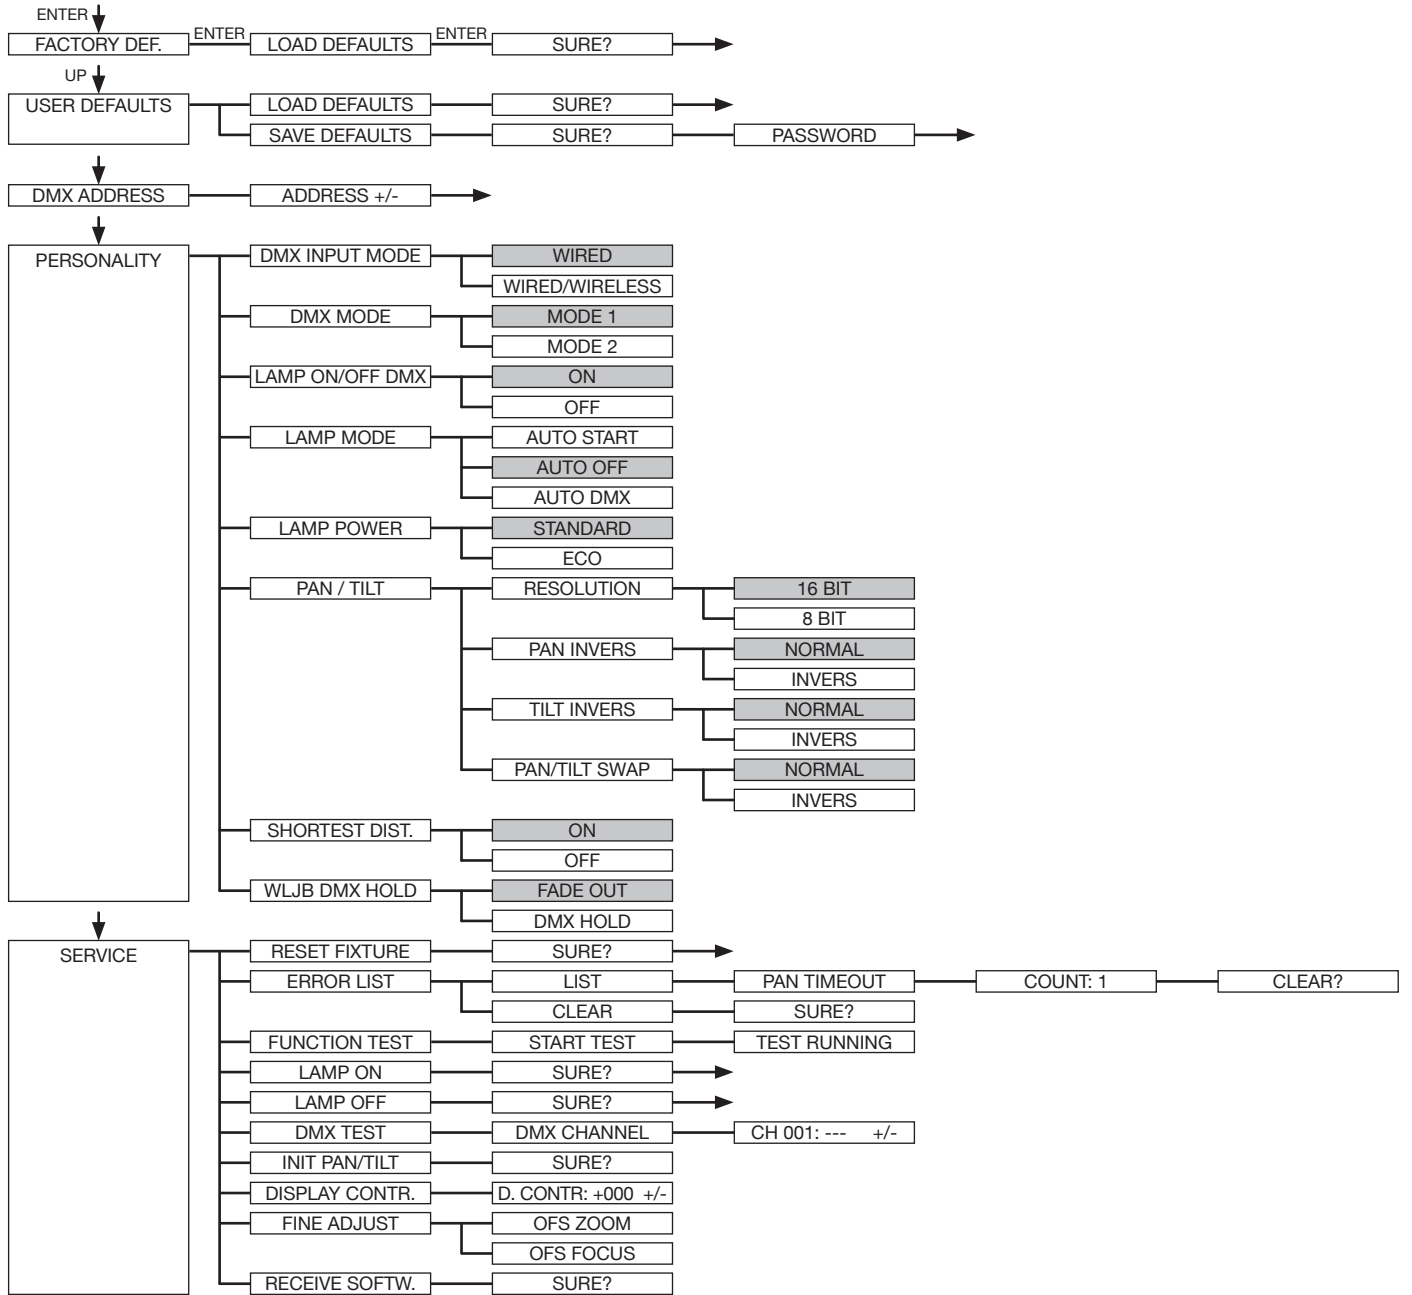 ENTER
FACTORY DEF. ENTER LOAD DEFAULTS ENTER SURE?
UP
USER DEFAULTS LOAD DEFAULTS SURE?
SAVE DEFAULTS SURE? PASSWORD
DMX ADDRESS ADDRESS +/-
PERSONALITY DMX INPUT MODE WIRED
WIRED/WIRELESS
DMX MODE MODE 1
MODE 2
LAMP ON/OFF DMX ON
OFF
LAMP MODE AUTO START
AUTO OFF
AUTO DMX
LAMP POWER STANDARD
ECO
PAN / TILT RESOLUTION 16 BIT
8 BIT
PAN INVERS NORMAL
INVERS
TILT INVERS NORMAL
INVERS
PAN/TILT SWAP NORMAL
INVERS
SHORTEST DIST. ON
OFF
WLJB DMX HOLD FADE OUT
DMX HOLD
SERVICE RESET FIXTURE SURE?
ERROR LIST LIST PAN TIMEOUT COUNT: 1 CLEAR?
CLEAR SURE?
FUNCTION TEST START TEST TEST RUNNING
LAMP ON SURE?
LAMP OFF SURE?
DMX TEST DMX CHANNEL CH 001: --- +/-
INIT PAN/TILT SURE?
DISPLAY CONTR. D. CONTR: +000 +/-
FINE ADJUST OFS ZOOM
OFS FOCUS
RECEIVE SOFTW. SURE?